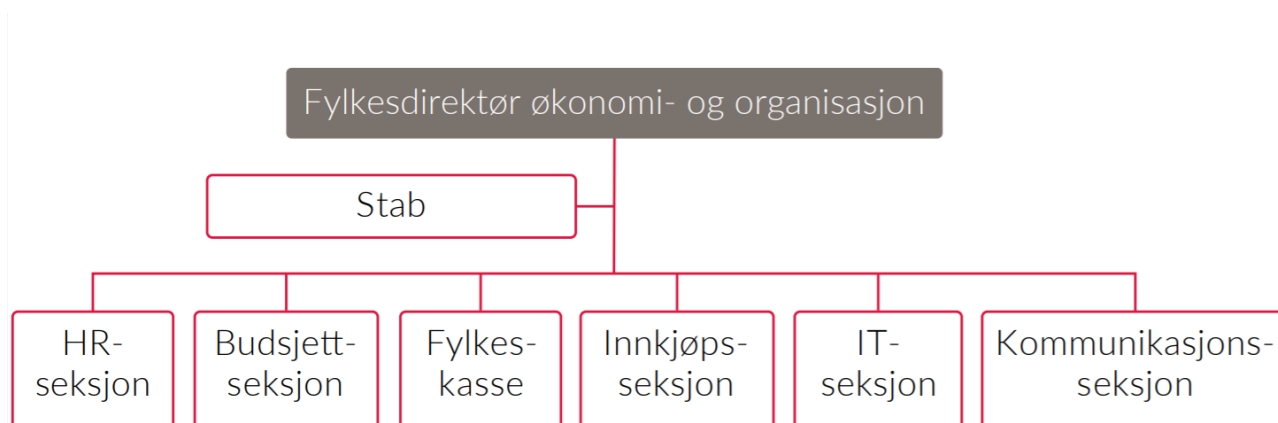 Fylkesdirektør økonomi- og organisasjon
Stab
HR-
seksjon
Budsjett-
seksjon
Fylkes-
kasse
Innkjøps-
seksjon
IT-
seksjon
Kommunikasjons-
seksjon